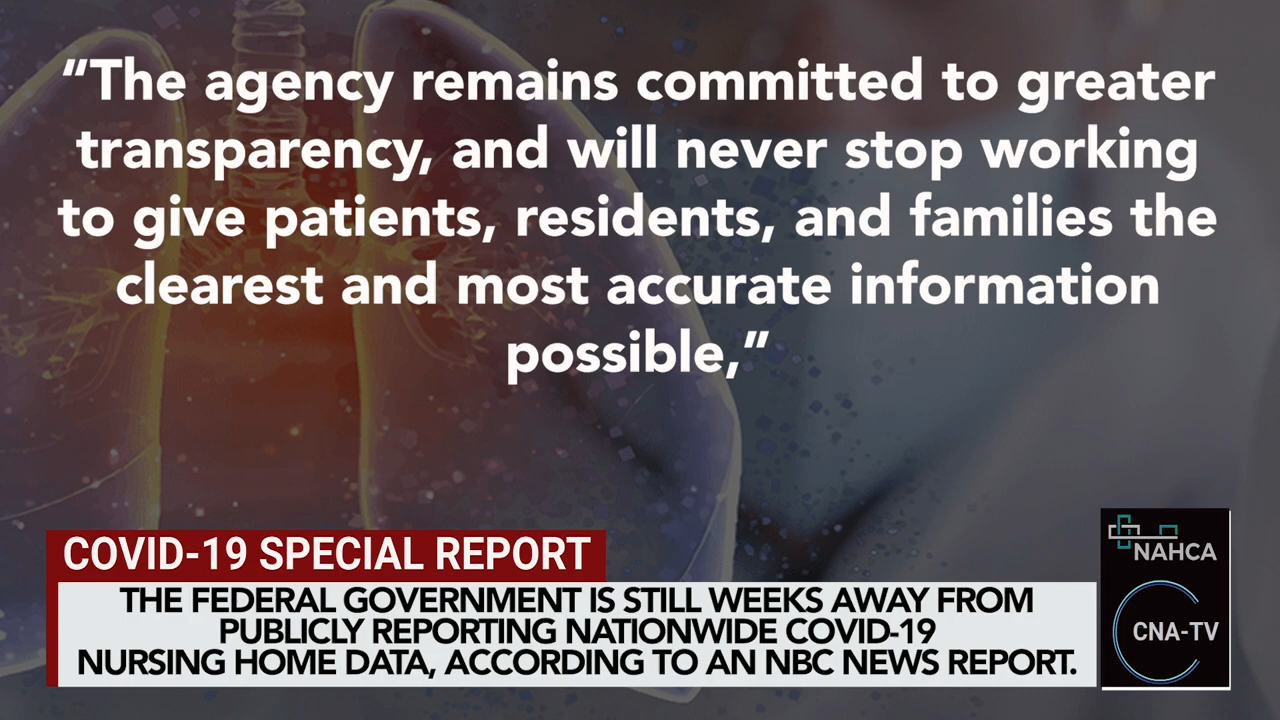 “The agency remains committed to greater
transparency, and will never stop working
to give patients, residents, and families the
clearest and most accurate information
possible,”
COVID-19 SPECIAL REPORT
THE FEDERAL GOVERNMENT IS STILL WEEKS AWAY FROM
PUBLICLY REPORTING NATIONWIDE COVID-19
NURSING HOME DATA, ACCORDING TO AN NBC NEWS REPORT.
NAHCA
CNA-TV